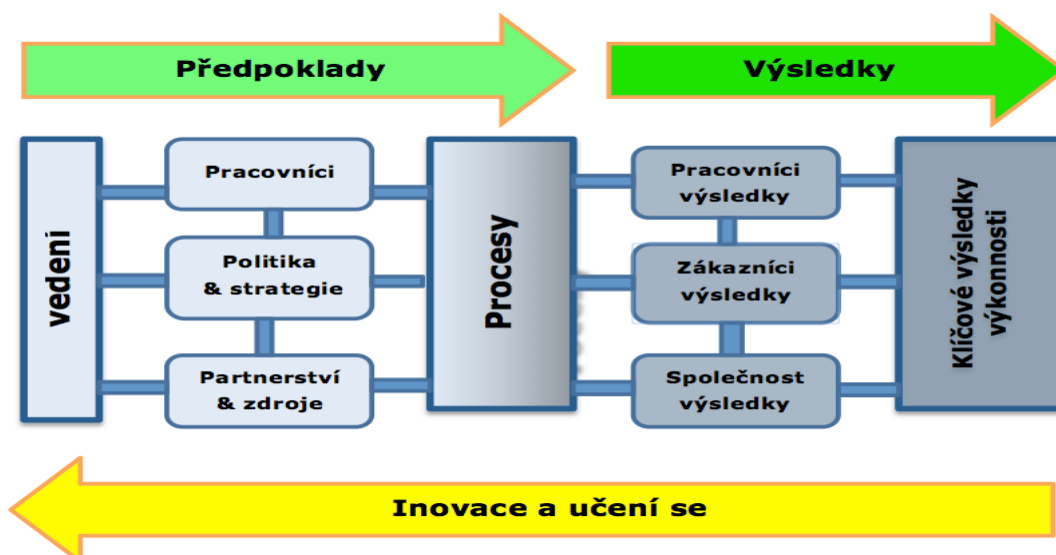 Předpoklady
Výsledky
vedení
Pracovníci
Politika
& strategie
Partnerství
& zdroje
Procesy
Pracovníci
výsledky
Zákazníci
výsledky
Společnost
výsledky
Klíčové výsledky
výkonnosti
Inovace a učení se